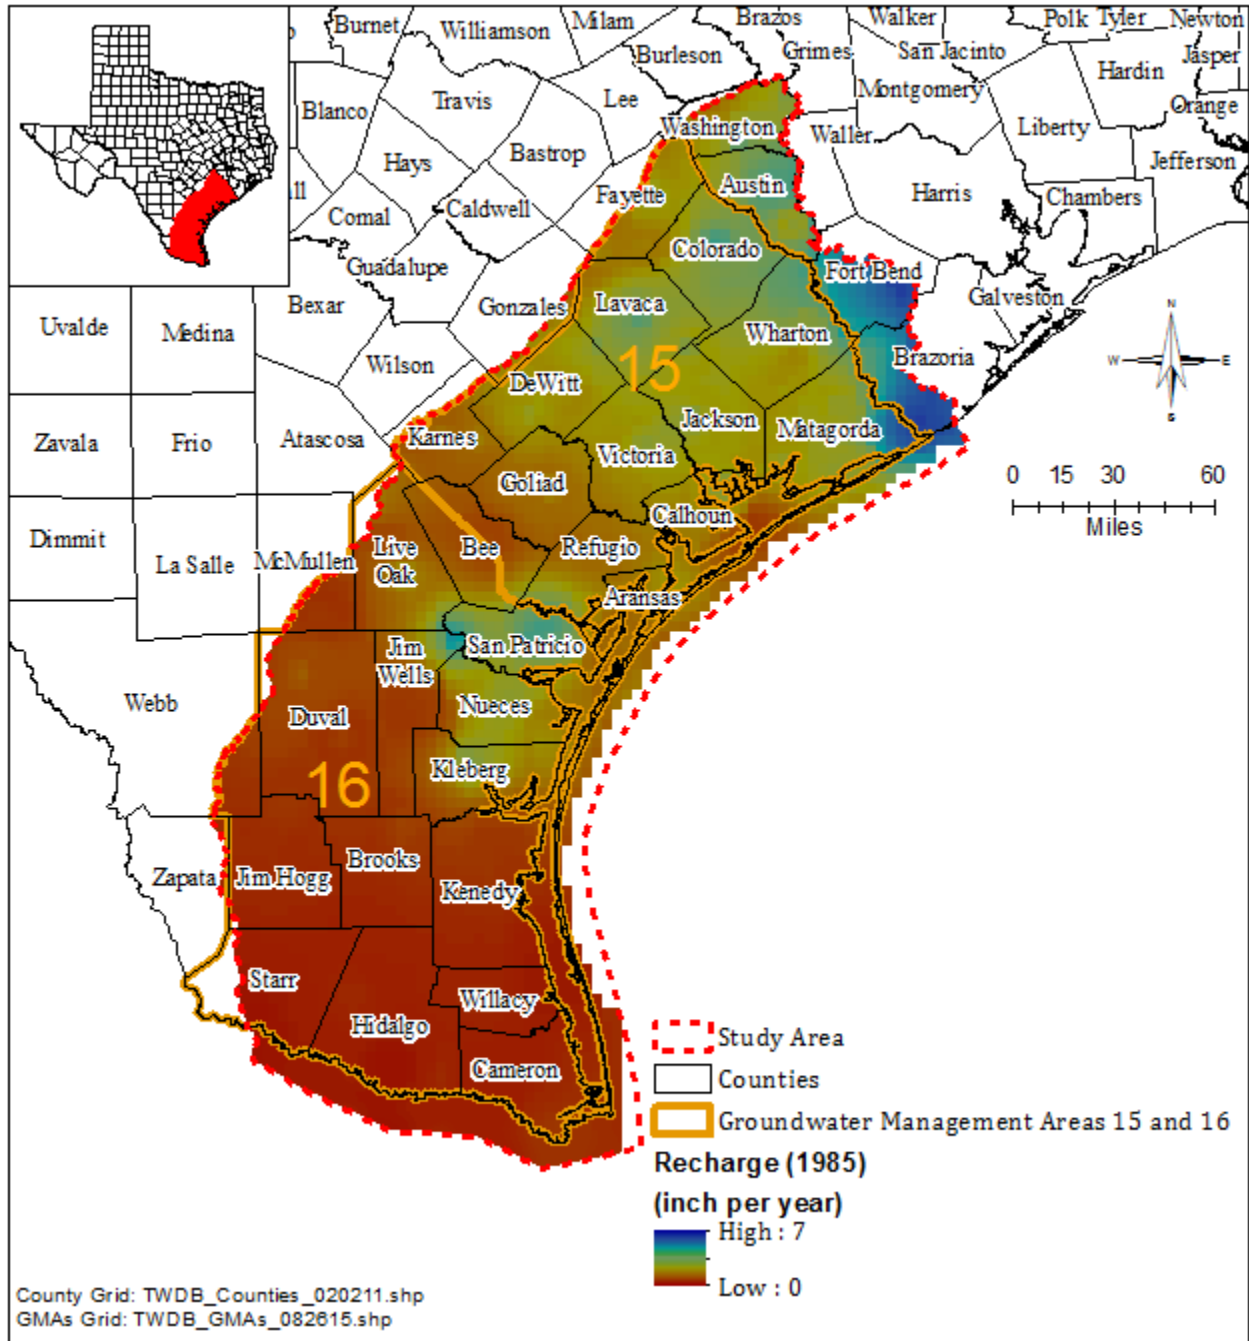 Burnet
Williamson
Milam
Brazos
Walker
Polk
Tyler
Newton
Burleson
Grimes
San Jacinto
Jasper
Hardin
Montgomery
Blanco
Travis
Lee
Orange
Washington
Waller
Liberty
Bastrop
Hays
Jefferson
Austin
Harris
Chambers
Fayette
Caldwell
Comal
Colorado
Guadalupe
Fort Bend
Bexar
Gonzales
Lavaca
Galveston
Uvalde
Medina
Wharton
Wilson
15
Brazoria
DeWitt
Zavala
Frio
Atascosa
Karnes
Jackson
Matagorda
Victoria
Goliad
Calhoun
Dimmit
La Salle
McMullen
Live
Oak
Bee
Refugio
Aransas
San Patricio
Jim
Wells
Webb
Duval
Nueces
16
Kleberg
Zapata
Jim Hogg
Brooks
Kenedy
Starr
Willacy
Hidalgo
Cameron
N
W
E
S
0 15 30 60
Miles
Study Area
Counties
Groundwater Management Areas 15 and 16
Recharge (1985)
(inch per year)
High : 7
Low : 0
County Grid: TWDB_Counties_020211.shp
GMAs Grid: TWDB_GMAs_082615.shp